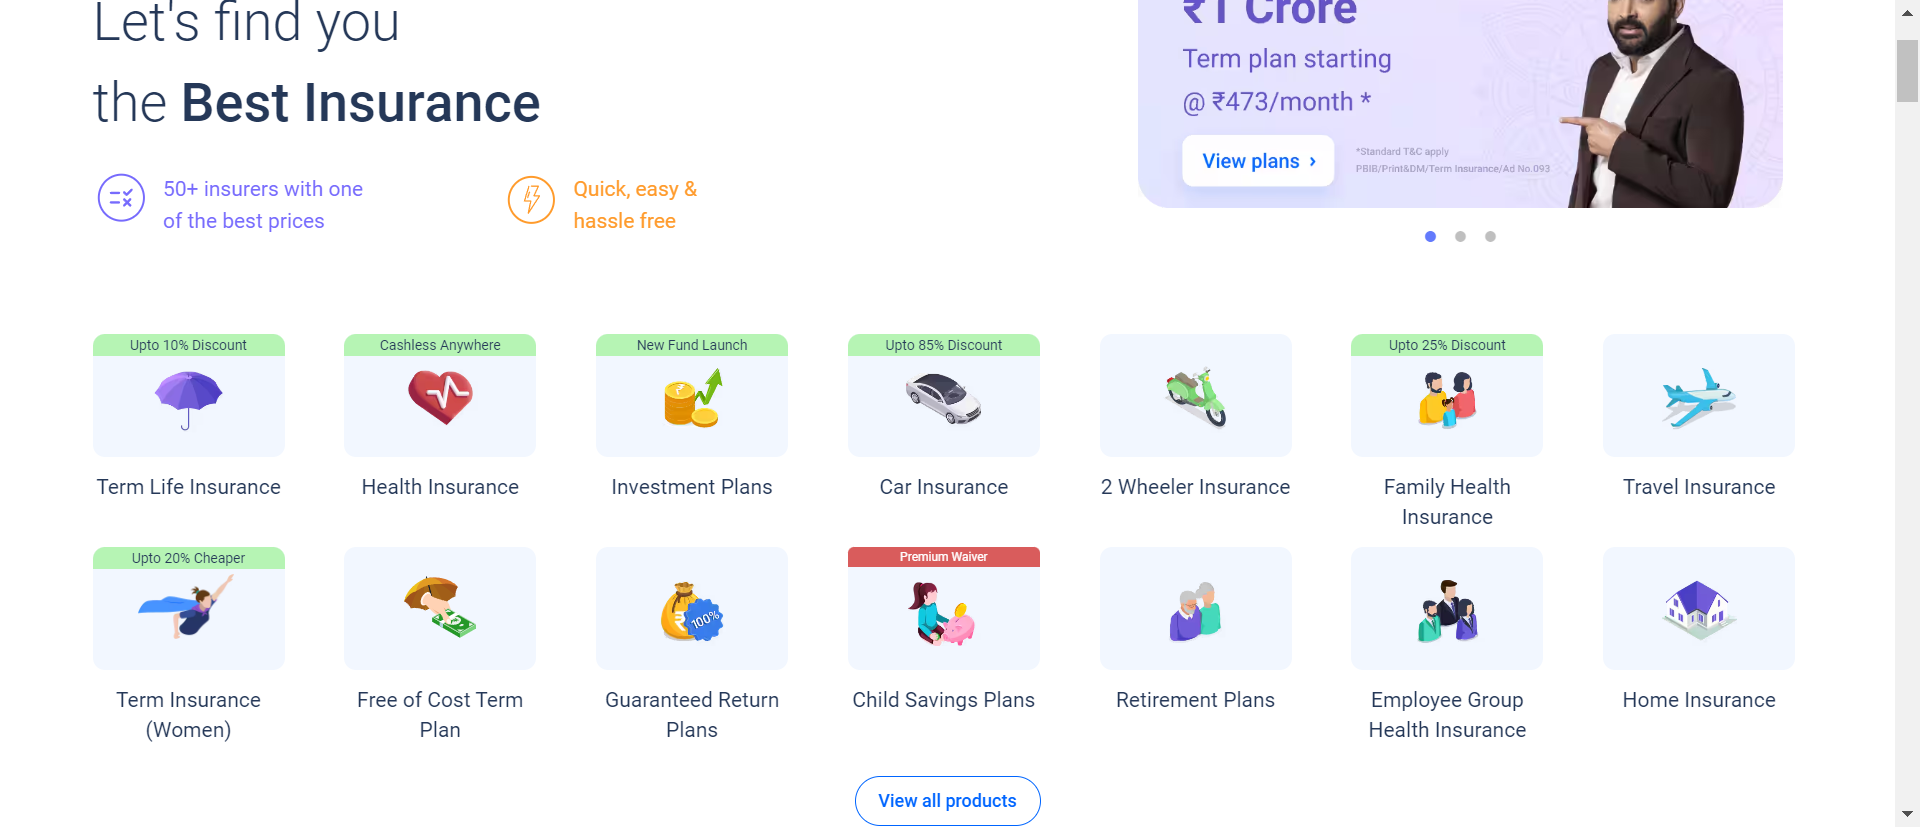 Let's find you
the Best Insurance
50+ insurers with one
of the best prices
Quick, easy &
hassle free
₹1 Crore
Term plan starting
@ ₹473/month *
View plans ›
*Standard T&C apply
PBIB/Print&DM/Term Insurance/Ad No.093
Upto 10% Discount
Term Life Insurance
Cashless Anywhere
Health Insurance
New Fund Launch
Investment Plans
Upto 85% Discount
Car Insurance
2 Wheeler Insurance
Upto 25% Discount
Family Health
Insurance
Travel Insurance
Upto 20% Cheaper
Term Insurance
(Women)
Free of Cost Term
Plan
₹
100%
Guaranteed Return
Plans
Premium Waiver
Child Savings Plans
Retirement Plans
Employee Group
Health Insurance
Home Insurance
View all products